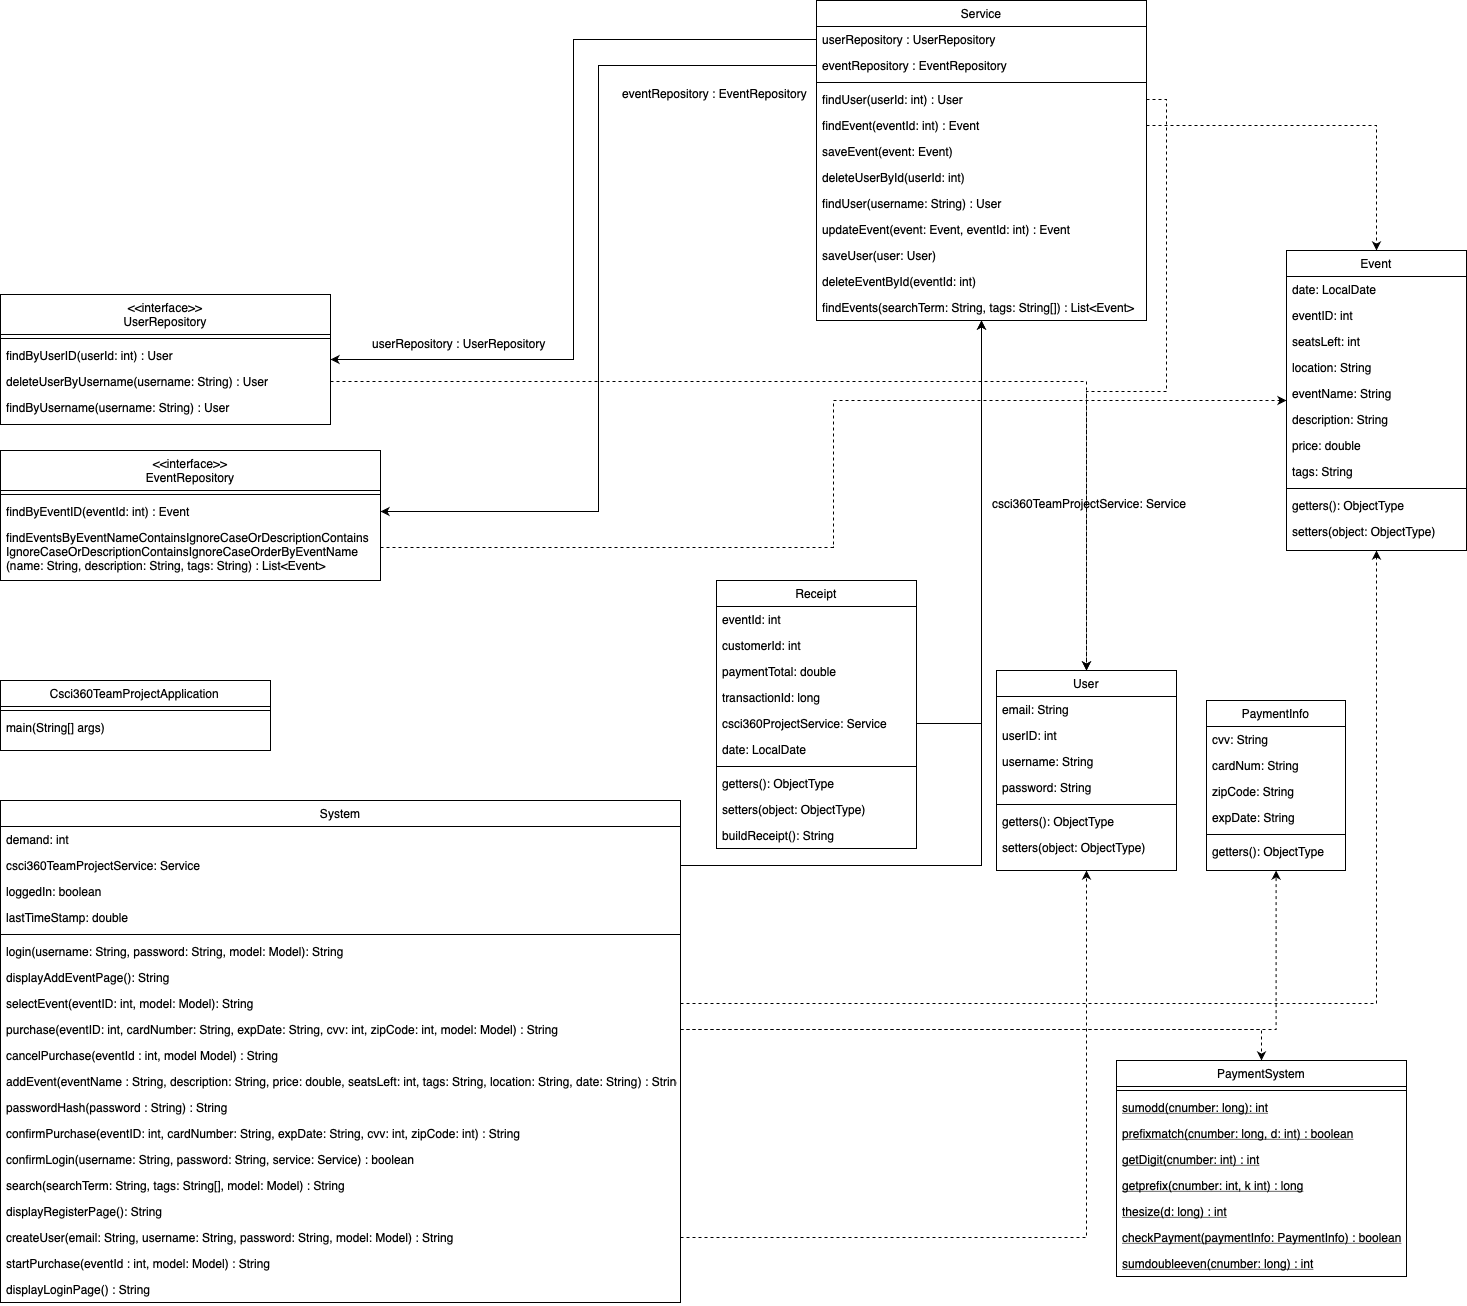 Service
userRepository : UserRepository
eventRepository : EventRepository
findUser(userId: int) : User
findEvent(eventId: int) : Event
saveEvent(event: Event)
deleteUserById(userId: int)
findUser(username: String) : User
updateEvent(event: Event, eventId: int) : Event
saveUser(user: User)
deleteEventById(eventId: int)
findEvents(searchTerm: String, tags: String[]) : List<Event>
eventRepository : EventRepository
userRepository : UserRepository
<<interface>>
UserRepository
findByUserID(userId: int) : User
deleteUserByUsername(username: String) : User
findByUsername(username: String) : User
<<interface>>
EventRepository
findByEventID(eventId: int) : Event
findEventsByEventNameContainsIgnoreCaseOrDescriptionContains
IgnoreCaseOrDescriptionContainsIgnoreCaseOrderByEventName
(name: String, description: String, tags: String) : List<Event>
Event
date: LocalDate
eventID: int
seatsLeft: int
location: String
eventName: String
description: String
price: double
tags: String
getters(): ObjectType
setters(object: ObjectType)
csci360TeamProjectService: Service
Receipt
eventId: int
customerId: int
paymentTotal: double
transactionId: long
csci360ProjectService: Service
date: LocalDate
getters(): ObjectType
setters(object: ObjectType)
buildReceipt(): String
User
email: String
userID: int
username: String
password: String
getters(): ObjectType
setters(object: ObjectType)
PaymentInfo
cvv: String
cardNum: String
zipCode: String
expDate: String
getters(): ObjectType
Csci360TeamProjectApplication
main(String[] args)
System
demand: int
csci360TeamProjectService: Service
loggedIn: boolean
lastTimeStamp: double
login(username: String, password: String, model: Model): String
displayAddEventPage(): String
selectEvent(eventID: int, model: Model): String
purchase(eventID: int, cardNumber: String, expDate: String, cvv: int, zipCode: int, model: Model) : String
cancelPurchase(eventId : int, model Model) : String
addEvent(eventName : String, description: String, price: double, seatsLeft: int, tags: String, location: String, date: String) : Strin
passwordHash(password : String) : String
confirmPurchase(eventID: int, cardNumber: String, expDate: String, cvv: int, zipCode: int) : String
confirmLogin(username: String, password: String, service: Service) : boolean
search(searchTerm: String, tags: String[], model: Model) : String
displayRegisterPage(): String
createUser(email: String, username: String, password: String, model: Model) : String
startPurchase(eventId : int, model: Model) : String
displayLoginPage() : String
PaymentSystem
sumodd(cnumber: long): int
prefixmatch(cnumber: long, d: int) : boolean
getDigit(cnumber: int) : int
getprefix(cnumber: int, k int) : long
thesize(d: long) : int
checkPayment(paymentInfo: PaymentInfo) : boolean
sumdoubleeven(cnumber: long) : int